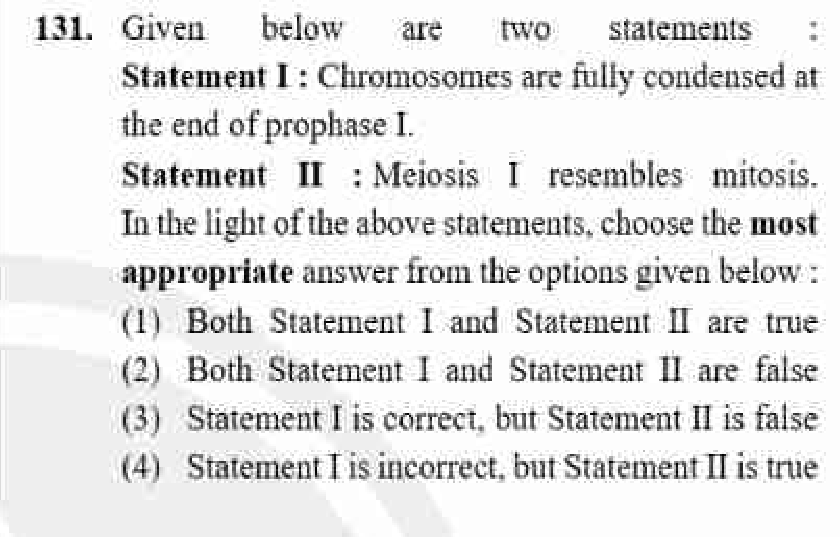 131. Given below are two statements :
Statement I : Chromosomes are fully condensed at
the end of prophase I.
Statement II : Meiosis I resembles mitosis.
In the light of the above statements, choose the most
appropriate answer from the options given below :
(1) Both Statement I and Statement II are true
(2) Both Statement I and Statement II are false
(3) Statement I is correct, but Statement II is false
(4) Statement I is incorrect, but Statement II is true